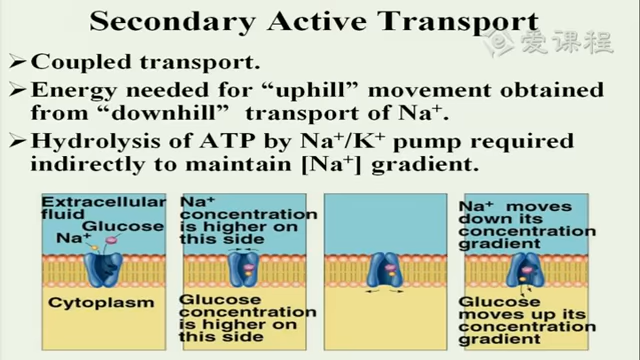 Secondary Active Transport
爱课程
➢Coupled transport.
➢Energy needed for “uphill” movement obtained
from “downhill” transport of Na⁺.
➢Hydrolysis of ATP by Na⁺/K⁺ pump required
indirectly to maintain [Na⁺] gradient.
Extracellular
fluid
Glucose
Na⁺
Cytoplasm
Na⁺
concentration
is higher on
this side
Glucose
concentration
is higher on
this side
Na⁺ moves
down its
concentration
gradient
Glucose
moves up its
concentration
gradient